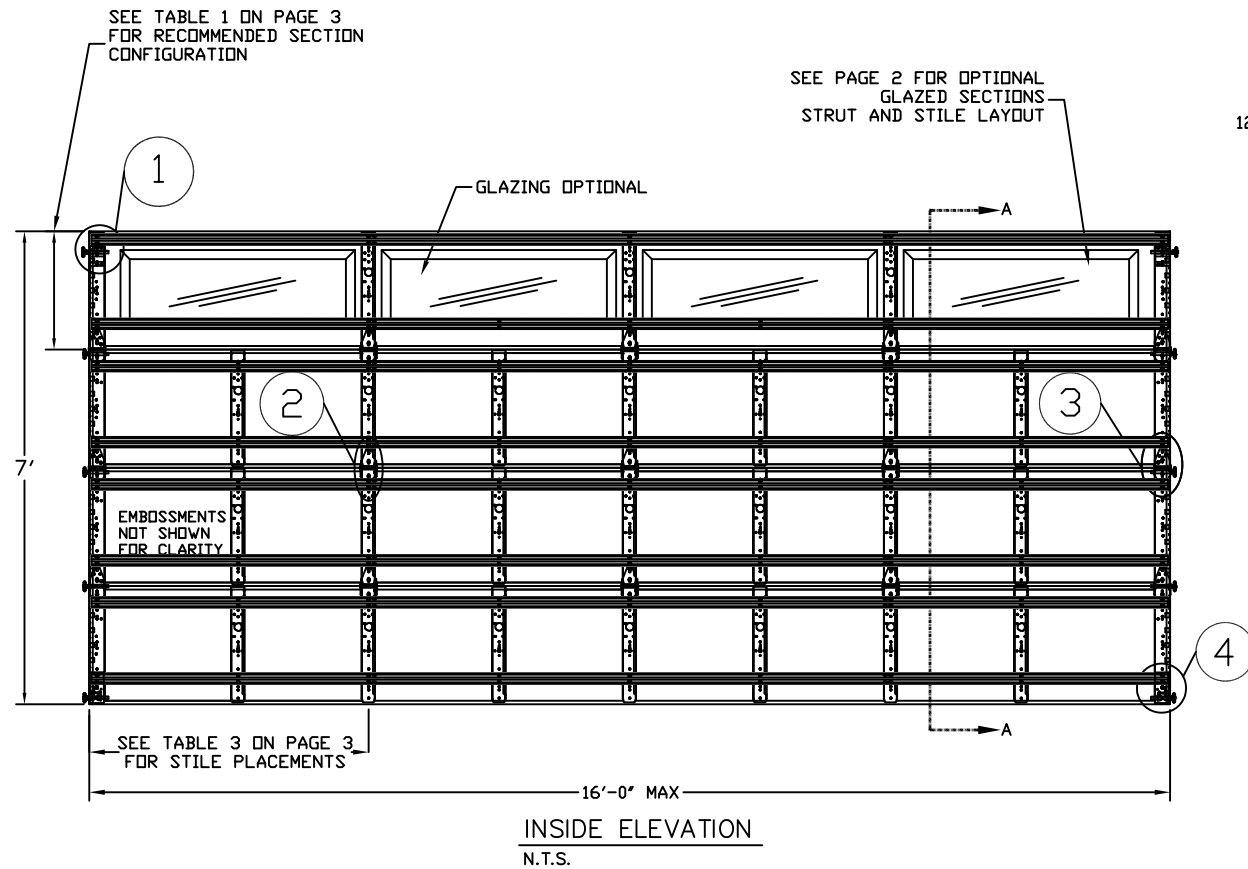 SEE TABLE 1 ON PAGE 3
FOR RECOMMENDED SECTION
CONFIGURATION
SEE PAGE 2 FOR OPTIONAL
GLAZED SECTIONS
STRUT AND STILE LAYOUT
12
1
GLAZING OPTIONAL
A
2
3
7'
EMBOSSMENTS
NOT SHOWN
FOR CLARITY
4
SEE TABLE 3 ON PAGE 3
FOR STILE PLACEMENTS
A
16'-0" MAX
INSIDE ELEVATION
N.T.S.